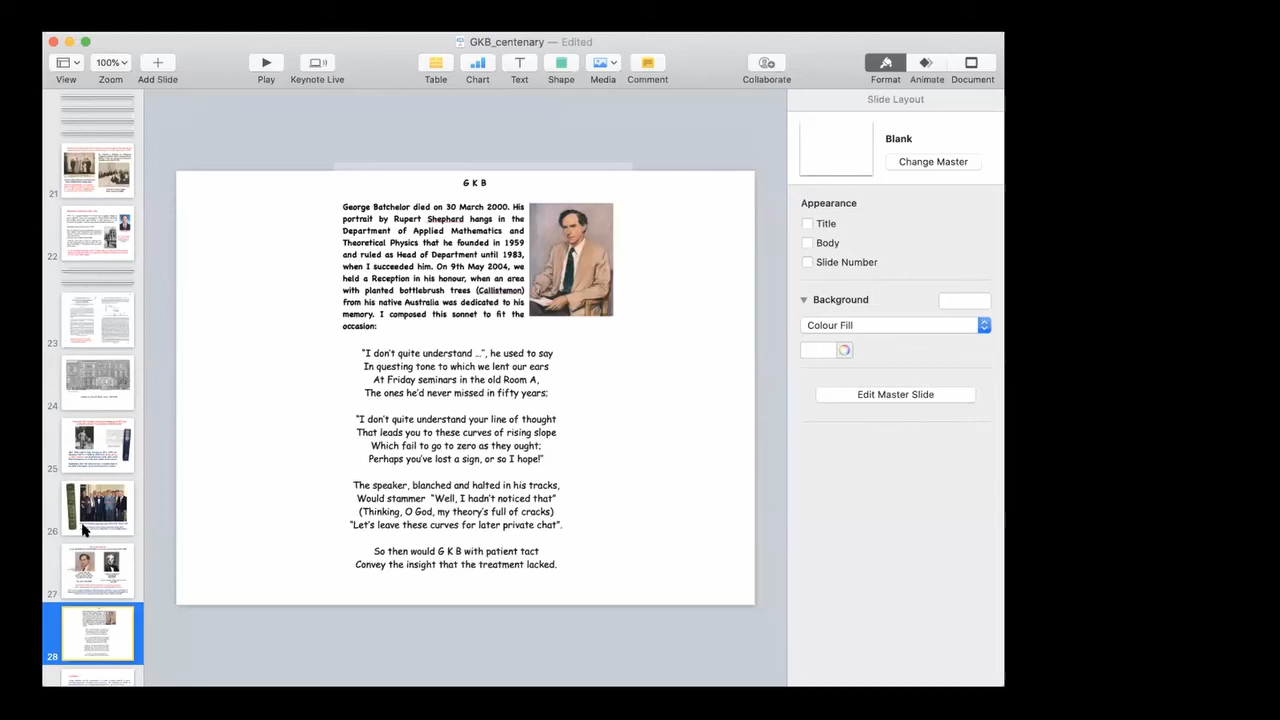 GKB_centenary — Edited
100%
View Zoom Add Slide Play Keynote Live Table Chart Text Shape Media Comment Collaborate Format Animate Document
Slide Layout
Blank
Change Master
Appearance
Title
Body
Slide Number
Background
Colour Fill
Edit Master Slide
21
22
23
24
25
26
27
28
G K B
George Batchelor died on 30 March 2000. His
portrait by Rupert Shephard hangs in the
Department of Applied Mathematics and
Theoretical Physics that he founded in 1959
and ruled as Head of Department until 1983,
when I succeeded him. On 9th May 2004, we
held a Reception in his honour, when an area
with planted bottlebrush trees (Callistemon)
from his native Australia was dedicated to his
memory. I composed this sonnet to fit the
occasion:
“I don’t quite understand …”, he used to say
In questing tone to which we lent our ears
At Friday seminars in the old Room A,
The ones he’d never missed in fifty years;
“I don’t quite understand your line of thought
That leads you to these curves of rising slope
Which fail to go to zero as they ought;
Perhaps you’ve lost a sign, or so I hope!”
The speaker, blanched and halted in his tracks,
Would stammer “Well, I hadn’t noticed that”
(Thinking, O God, my theory’s full of cracks)
“Let’s leave these curves for later private chat”.
So then would G K B with patient tact
Convey the insight that the treatment lacked.